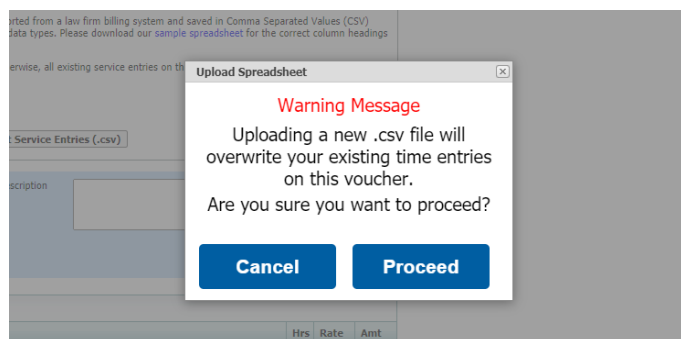 orted from a law firm billing system and saved in Comma Separated Values (CSV)
data types. Please download our sample spreadsheet for the correct column headings
erwise, all existing service entries on th
Upload Spreadsheet
Warning Message
Uploading a new .csv file will
overwrite your existing time entries
on this voucher.
Are you sure you want to proceed?
Cancel Proceed
Service Entries (.csv)
scription
Hrs Rate Amt